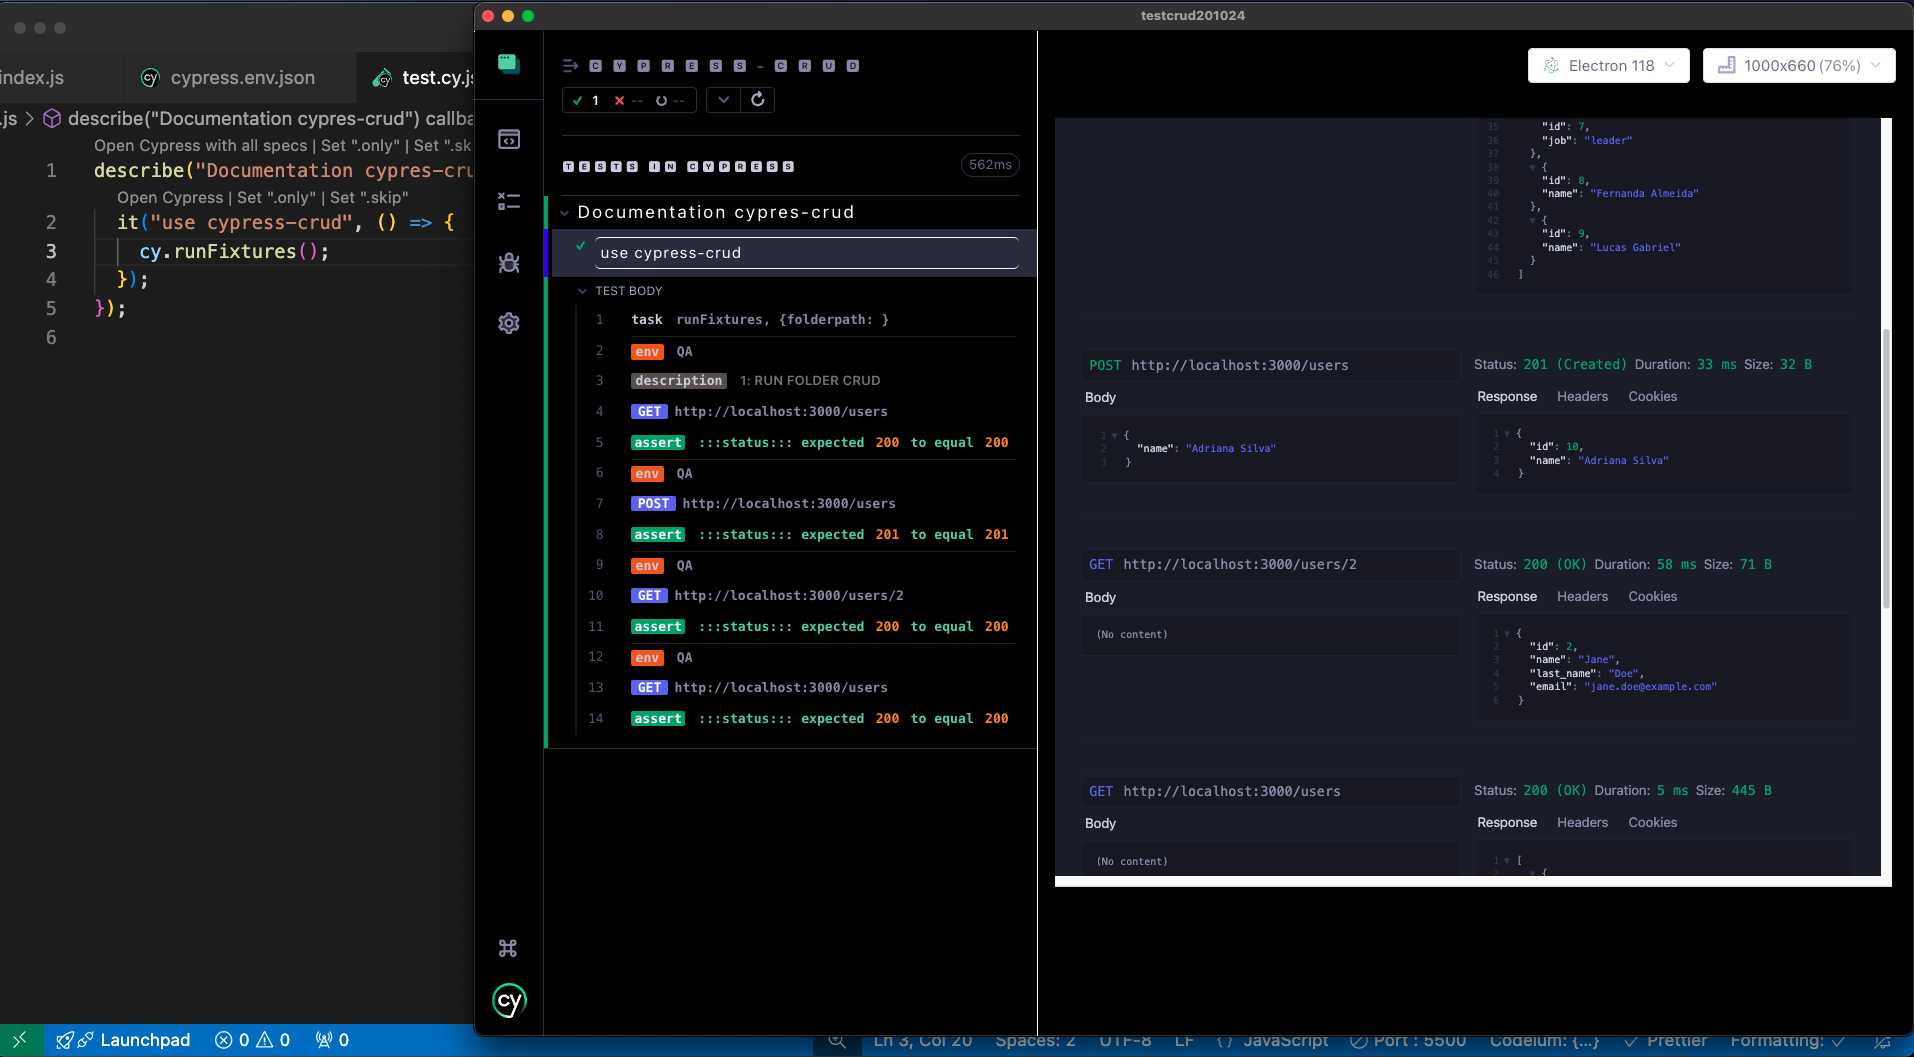 testcrud201024
index.js
cypress.env.json
test.cy.js
.js > describe("Documentation cypres-crud") callba
Open Cypress with all specs | Set ".only" | Set ".sk
1 describe("Documentation cypres-cru
Open Cypress | Set ".only" | Set ".skip"
2 it("use cypress-crud", () => {
3 cy.runFixtures();
4 });
5 });
6
CYPRESS-CRUD
1 -- --
TESTS IN CYPRESS
562ms
Documentation cypres-crud
use cypress-crud
TEST BODY
1 task runFixtures, {folderpath: }
2 env QA
3 description 1: RUN FOLDER CRUD
4 GET http://localhost:3000/users
5 assert :::status::: expected 200 to equal 200
6 env QA
7 POST http://localhost:3000/users
8 assert :::status::: expected 201 to equal 201
9 env QA
10 GET http://localhost:3000/users/2
11 assert :::status::: expected 200 to equal 200
12 env QA
13 GET http://localhost:3000/users
14 assert :::status::: expected 200 to equal 200
cy
Electron 118
1000x660 (76%)
35 "id": 7,
36 "job": "leader"
37 },
38 {
39 "id": 8,
40 "name": "Fernanda Almeida"
41 },
42 {
43 "id": 9,
44 "name": "Lucas Gabriel"
45 }
46 ]
POST http://localhost:3000/users
Status: 201 (Created) Duration: 33 ms Size: 32 B
Body
Response Headers Cookies
1 {
2 "name": "Adriana Silva"
3 }
1 {
2 "id": 10,
3 "name": "Adriana Silva"
4 }
GET http://localhost:3000/users/2
Status: 200 (OK) Duration: 58 ms Size: 71 B
Body
Response Headers Cookies
(No content)
1 {
2 "id": 2,
3 "name": "Jane",
4 "last_name": "Doe",
5 "email": "jane.doe@example.com"
6 }
GET http://localhost:3000/users
Status: 200 (OK) Duration: 5 ms Size: 445 B
Body
Response Headers Cookies
(No content)
1 [
2 {
Launchpad 0 0 0
Ln 3, Col 20 Spaces: 2 UTF-8 LF {} JavaScript Port : 5500 Codeium: {...} Prettier Formatting: